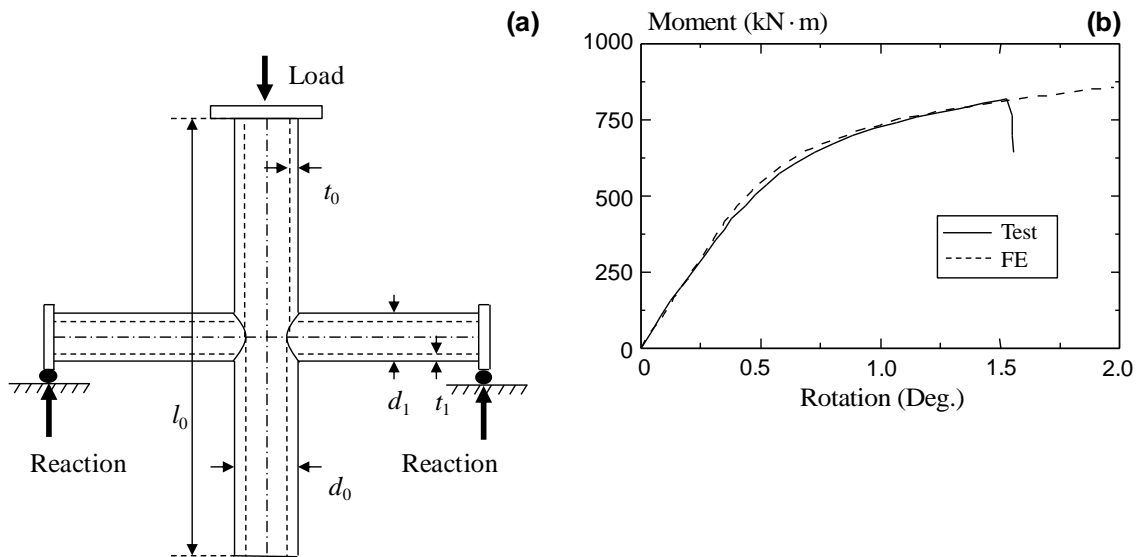 (a)
Load
t0
l0
d1
t1
Reaction
Reaction
d0
(b)
Moment (kN·m)
1000
750
500
250
0
0
0.5
1.0
1.5
2.0
Rotation (Deg.)
Test
FE